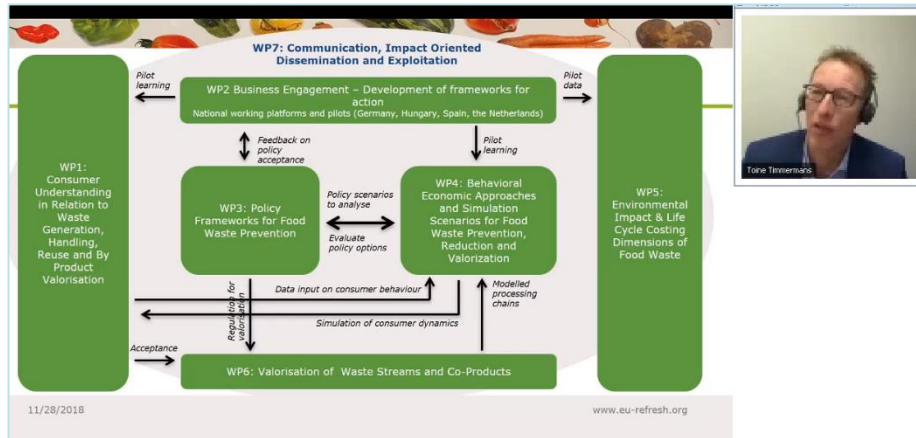 WP7: Communication, Impact Oriented
Dissemination and Exploitation
Pilot
learning
WP2 Business Engagement – Development of frameworks for
action
National working platforms and pilots (Germany, Hungary, Spain, the Netherlands)
Pilot
data
WP1:
Consumer
Understanding
in Relation to
Waste
Generation,
Handling,
Reuse and By
Product
Valorisation
Feedback on
policy
acceptance
Pilot
learning
WP3: Policy
Frameworks for Food
Waste Prevention
Policy scenarios
to analyse
Evaluate
policy options
WP4: Behavioral
Economic Approaches
and Simulation
Scenarios for Food
Waste Prevention,
Reduction and
Valorization
WP5:
Environmental
Impact & Life
Cycle Costing
Dimensions of
Food Waste
Data input on consumer behaviour
Modelled
processing
chains
Regulation for
valorisation
Simulation of consumer dynamics
Acceptance
WP6: Valorisation of Waste Streams and Co-Products
11/28/2018
www.eu-refresh.org
Toine Timmermans